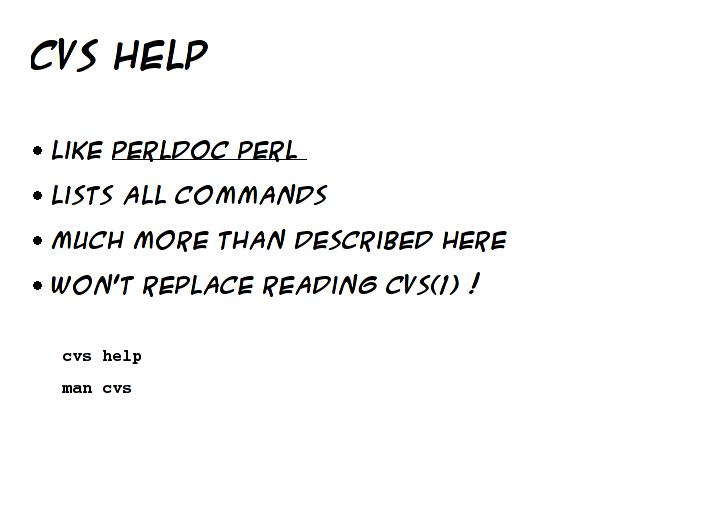 CVS HELP
• LIKE PERLDOC PERL
• LISTS ALL COMMANDS
• MUCH MORE THAN DESCRIBED HERE
• WON'T REPLACE READING CVS(1) !
cvs help
man cvs